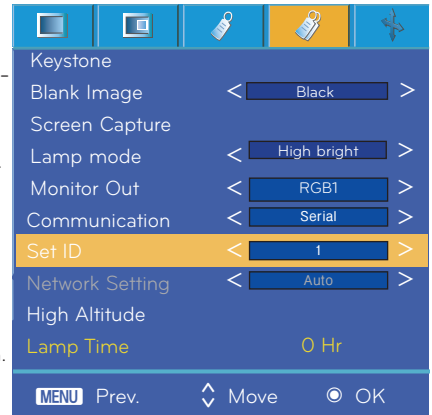 Keystone
Blank Image < Black >
Screen Capture
Lamp mode < High bright >
Monitor Out < RGB1 >
Communication < Serial >
Set ID < 1 >
Network Setting < Auto >
High Altitude
Lamp Time 0 Hr
MENU Prev. Move OK